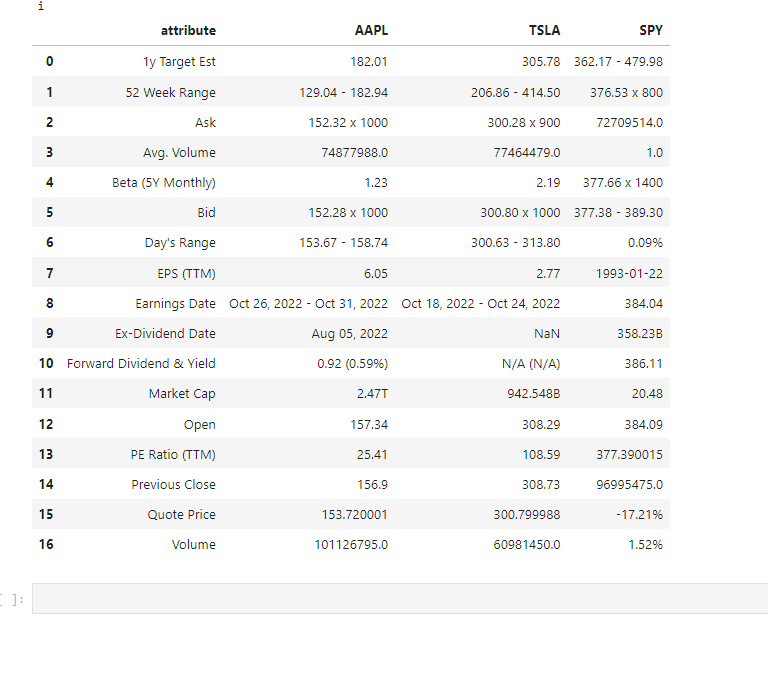 i
attribute AAPL TSLA SPY
0 1y Target Est 182.01 305.78 362.17 - 479.98
1 52 Week Range 129.04 - 182.94 206.86 - 414.50 376.53 x 800
2 Ask 152.32 x 1000 300.28 x 900 72709514.0
3 Avg. Volume 74877988.0 77464479.0 1.0
4 Beta (5Y Monthly) 1.23 2.19 377.66 x 1400
5 Bid 152.28 x 1000 300.80 x 1000 377.38 - 389.30
6 Day's Range 153.67 - 158.74 300.63 - 313.80 0.09%
7 EPS (TTM) 6.05 2.77 1993-01-22
8 Earnings Date Oct 26, 2022 - Oct 31, 2022 Oct 18, 2022 - Oct 24, 2022 384.04
9 Ex-Dividend Date Aug 05, 2022 NaN 358.23B
10 Forward Dividend & Yield 0.92 (0.59%) N/A (N/A) 386.11
11 Market Cap 2.47T 942.548B 20.48
12 Open 157.34 308.29 384.09
13 PE Ratio (TTM) 25.41 108.59 377.390015
14 Previous Close 156.9 308.73 96995475.0
15 Quote Price 153.720001 300.799988 -17.21%
16 Volume 101126795.0 60981450.0 1.52%
[ ]: